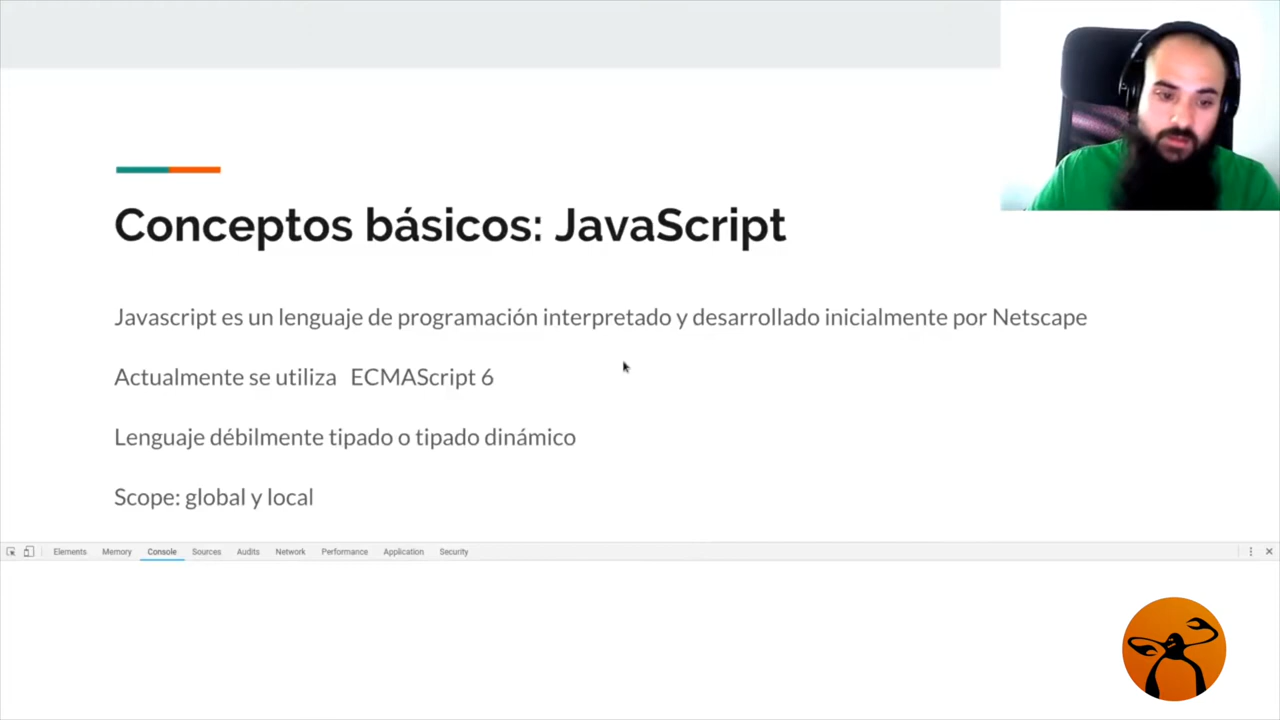 Conceptos básicos: JavaScript
Javascript es un lenguaje de programación interpretado y desarrollado inicialmente por Netscape
Actualmente se utiliza ECMAScript 6
Lenguaje débilmente tipado o tipado dinámico
Scope: global y local
Elements Memory Console Sources Audits Network Performance Application Security